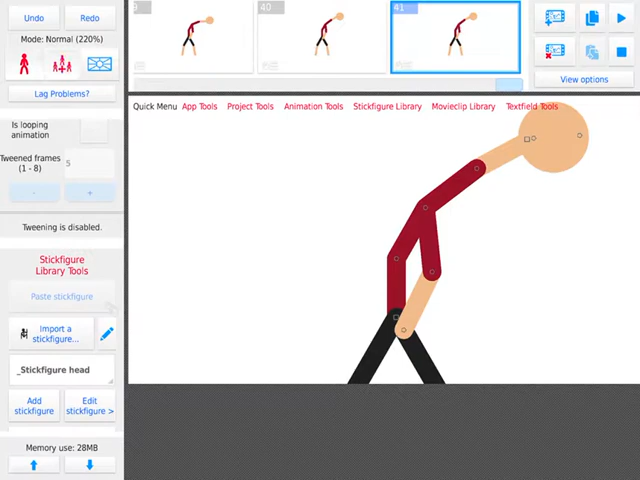 Undo Redo
Mode: Normal (220%)
Lag Problems?
Is looping
animation
Tweened frames
(1 - 8)
5
- +
Tweening is disabled.
Stickfigure
Library Tools
Paste stickfigure
Import a
stickfigure...
_Stickfigure head
Add
stickfigure
Edit
stickfigure >
Memory use: 28MB
9 40 41
View options
Quick Menu App Tools Project Tools Animation Tools Stickfigure Library Movieclip Library Textfield Tools